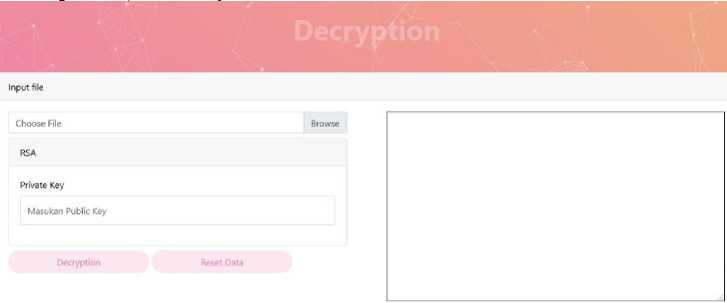 Decryption
Input file
Choose File
Browse
RSA
Private Key
Masukan Public Key
Decryption
Reset Data